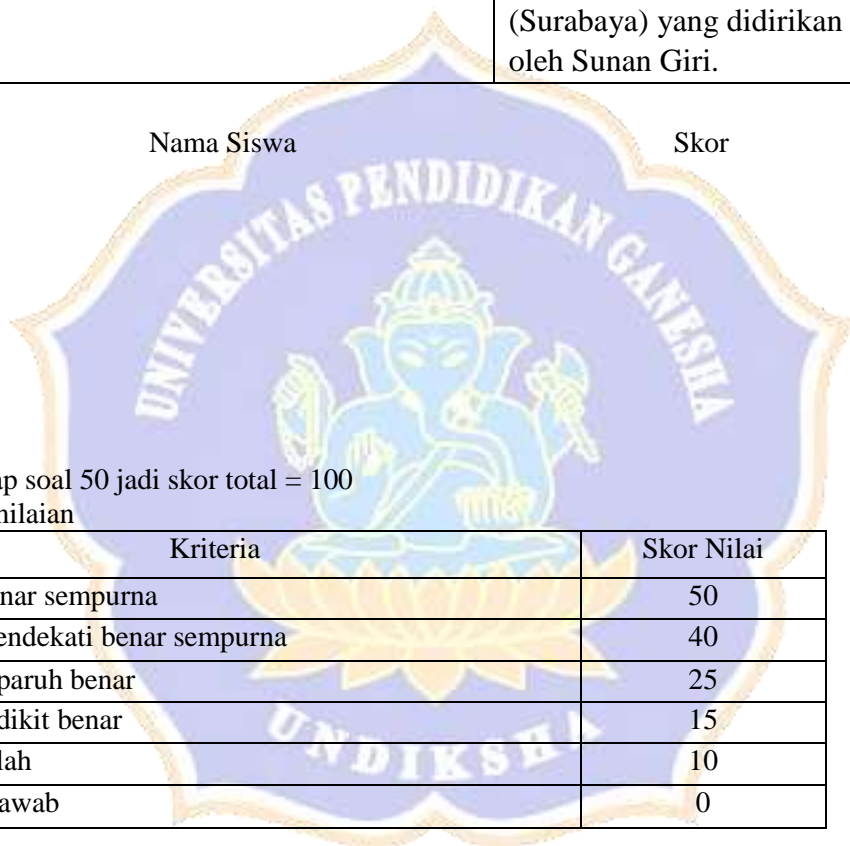 (Surabaya) yang didirikan
oleh Sunan Giri.
Nama Siswa Skor
UNIVERSITAS PENDIDIKAN GANESHA
ap soal 50 jadi skor total = 100
nilaian
Kriteria Skor Nilai
nar sempurna 50
endekati benar sempurna 40
paruh benar 25
dikit benar 15
lah 10
awab 0
UNDIKSHA